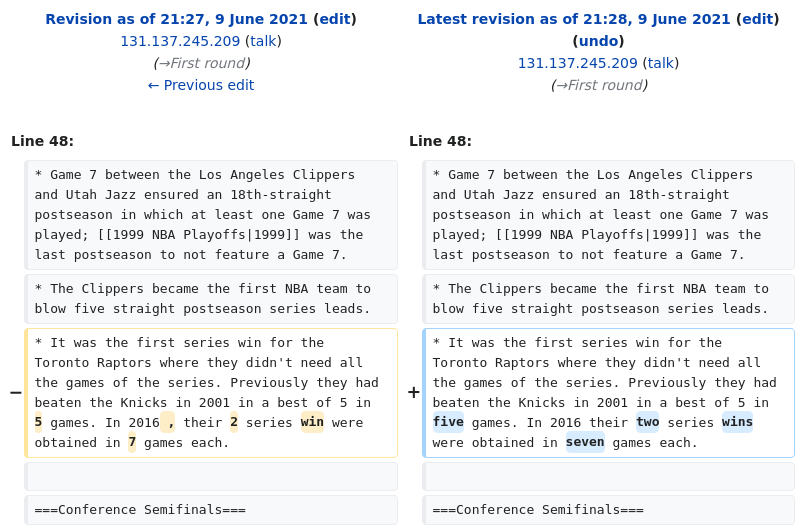 Revision as of 21:27, 9 June 2021 (edit)
131.137.245.209 (talk)
(→First round)
← Previous edit
Latest revision as of 21:28, 9 June 2021 (edit)
(undo)
131.137.245.209 (talk)
(→First round)
Line 48:
* Game 7 between the Los Angeles Clippers
and Utah Jazz ensured an 18th-straight
postseason in which at least one Game 7 was
played; [[1999 NBA Playoffs|1999]] was the
last postseason to not feature a Game 7.
* The Clippers became the first NBA team to
blow five straight postseason series leads.
− * It was the first series win for the
Toronto Raptors where they didn't need all
the games of the series. Previously they had
beaten the Knicks in 2001 in a best of 5 in
5 games. In 2016 , their 2 series win were
obtained in 7 games each.
===Conference Semifinals===
Line 48:
* Game 7 between the Los Angeles Clippers
and Utah Jazz ensured an 18th-straight
postseason in which at least one Game 7 was
played; [[1999 NBA Playoffs|1999]] was the
last postseason to not feature a Game 7.
* The Clippers became the first NBA team to
blow five straight postseason series leads.
+ * It was the first series win for the
Toronto Raptors where they didn't need all
the games of the series. Previously they had
beaten the Knicks in 2001 in a best of 5 in
five games. In 2016 their two series wins
were obtained in seven games each.
===Conference Semifinals===